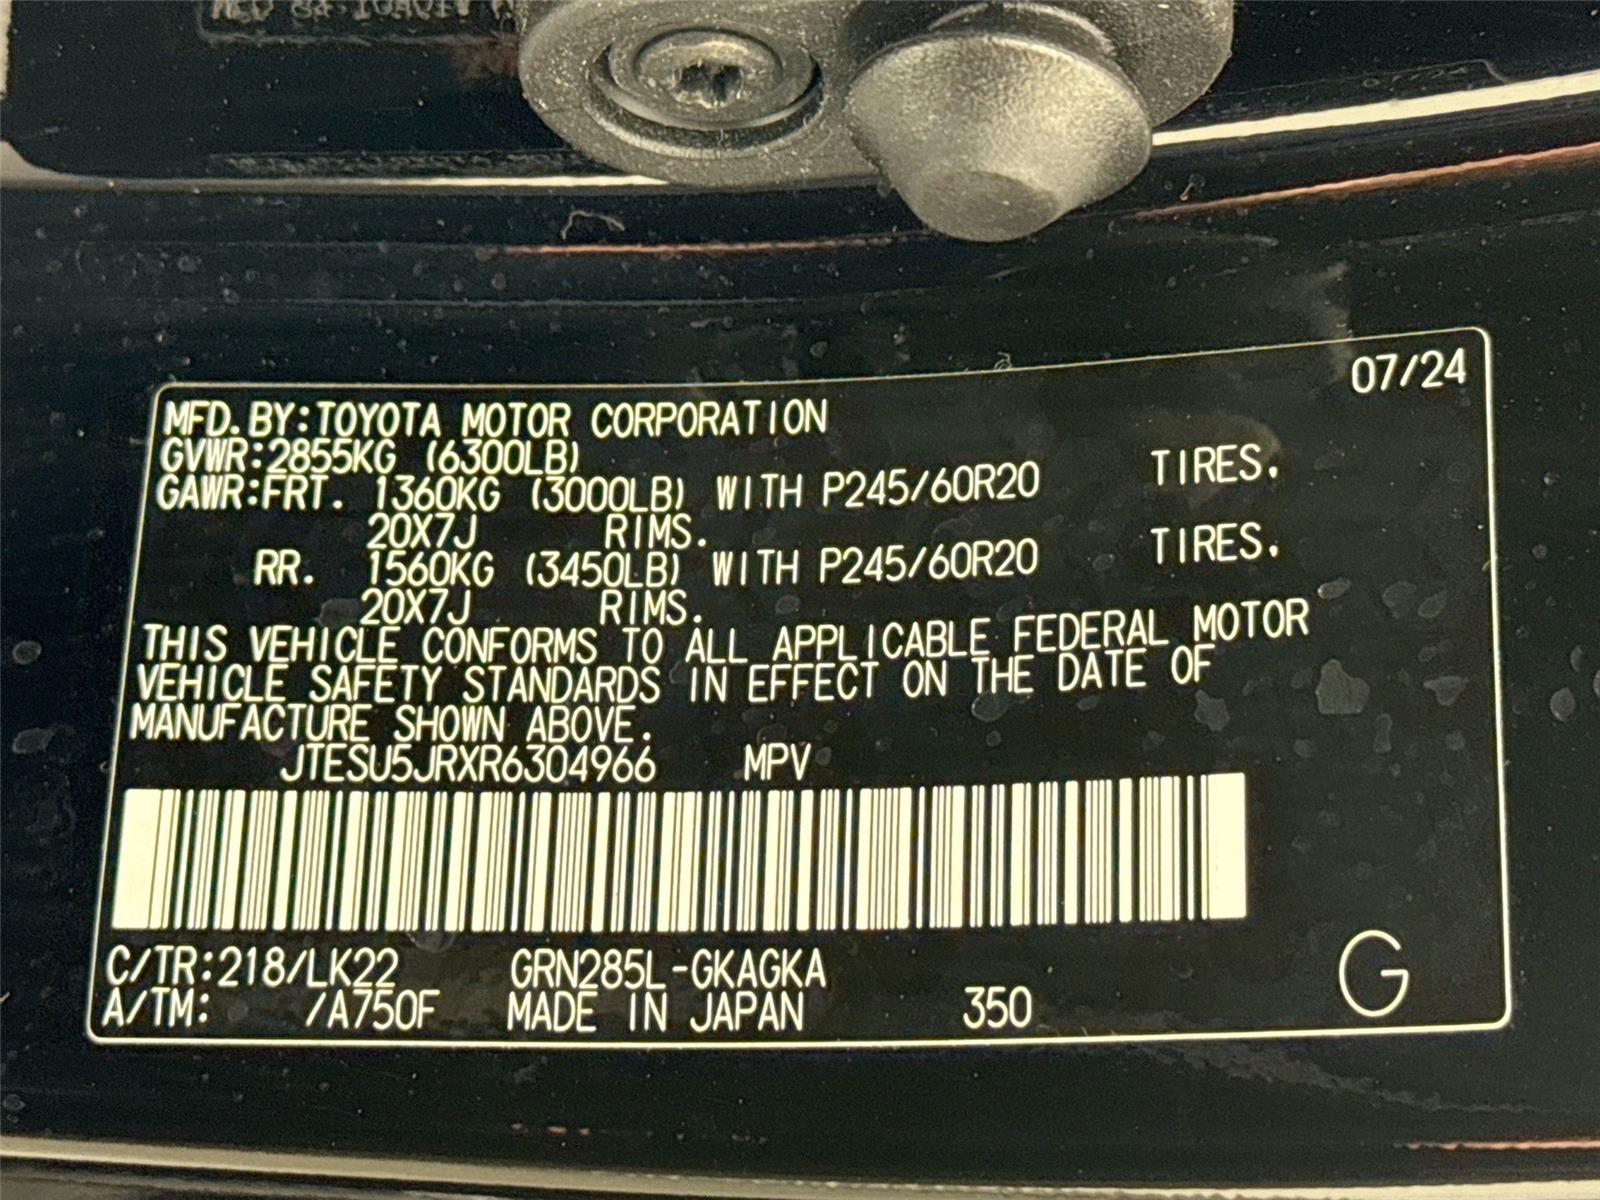 07/24
MFD.BY:TOYOTA MOTOR CORPORATION
GVWR:2855KG (6300LB)
GAWR:FRT. 1360KG (3000LB) WITH P245/60R20 TIRES.
20X7J RIMS.
RR. 1560KG (3450LB) WITH P245/60R20 TIRES.
20X7J RIMS.
THIS VEHICLE CONFORMS TO ALL APPLICABLE FEDERAL MOTOR
VEHICLE SAFETY STANDARDS IN EFFECT ON THE DATE OF
MANUFACTURE SHOWN ABOVE.
JTESU5JRXR6304966 MPV
C/TR:218/LK22 GRN285L-GKAGKA
A/TM: /A750F MADE IN JAPAN 350 G